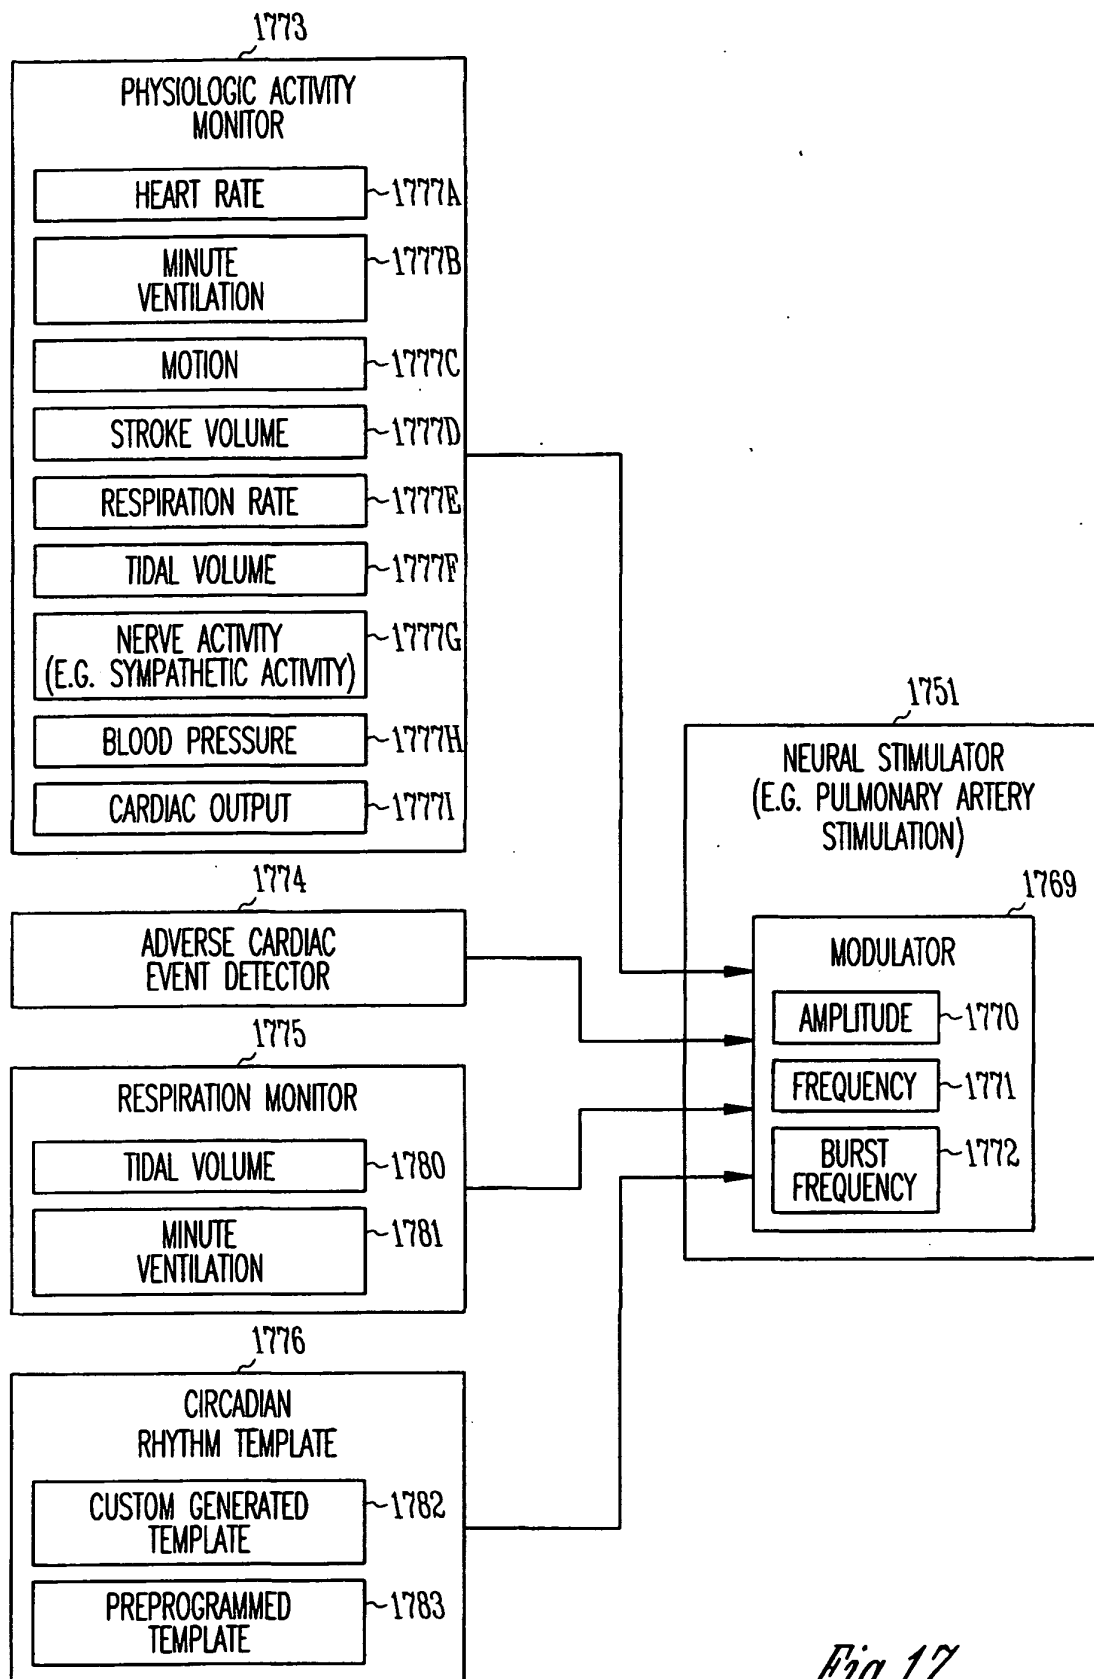 1773
PHYSIOLOGIC ACTIVITY
MONITOR
HEART RATE
1777A
MINUTE
VENTILATION
1777B
MOTION
1777C
STROKE VOLUME
1777D
RESPIRATION RATE
1777E
TIDAL VOLUME
1777F
NERVE ACTIVITY
(E.G. SYMPATHETIC ACTIVITY)
1777G
BLOOD PRESSURE
1777H
CARDIAC OUTPUT
1777I
1774
ADVERSE CARDIAC
EVENT DETECTOR
1775
RESPIRATION MONITOR
TIDAL VOLUME
1780
MINUTE
VENTILATION
1781
1776
CIRCADIAN
RHYTHM TEMPLATE
CUSTOM GENERATED
TEMPLATE
1782
PREPROGRAMMED
TEMPLATE
1783
1751
NEURAL STIMULATOR
(E.G. PULMONARY ARTERY
STIMULATION)
1769
MODULATOR
AMPLITUDE
1770
FREQUENCY
1771
BURST
FREQUENCY
1772
Fig.17